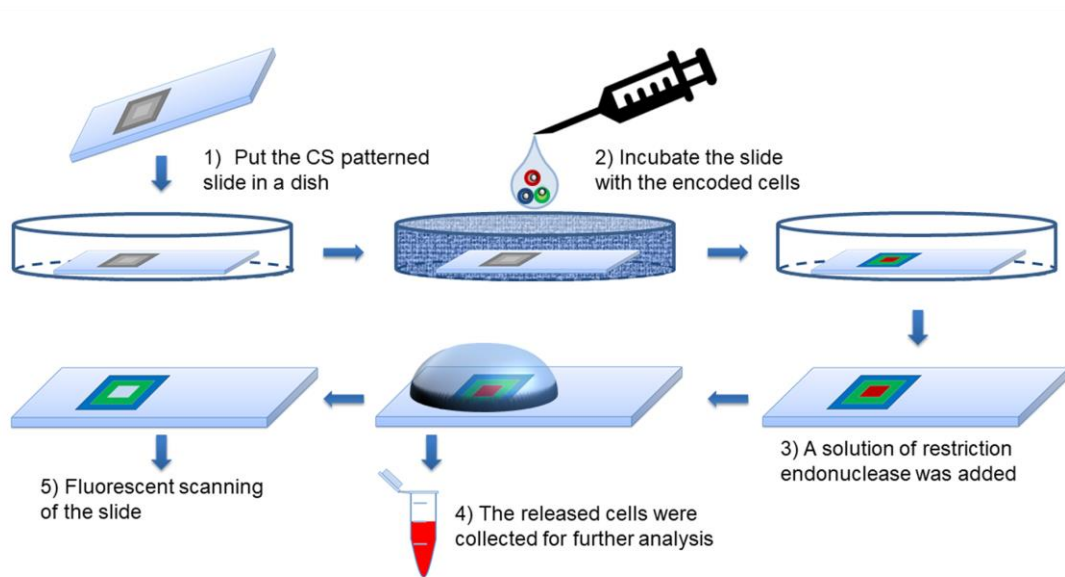 1) Put the CS patterned
slide in a dish
2) Incubate the slide
with the encoded cells
3) A solution of restriction
endonuclease was added
4) The released cells were
collected for further analysis
5) Fluorescent scanning
of the slide